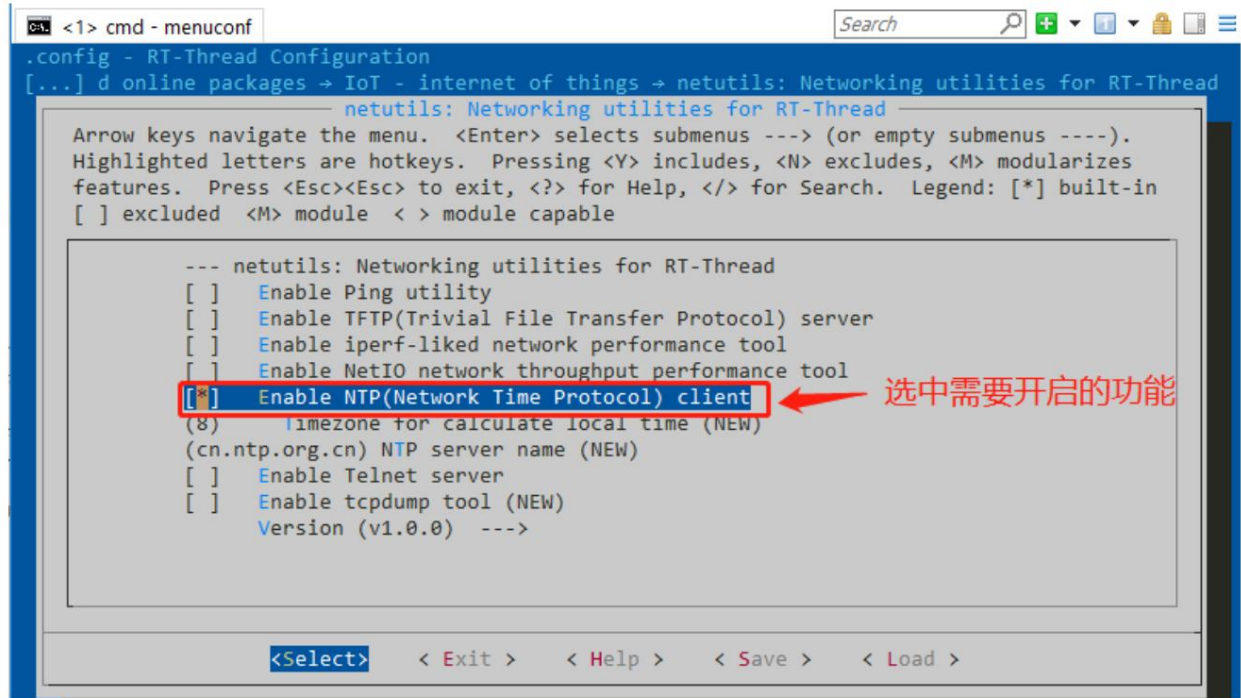 <1> cmd - menuconf
Search
.config - RT-Thread Configuration
[...] d online packages → IoT - internet of things → netutils: Networking utilities for RT-Thread
netutils: Networking utilities for RT-Thread
Arrow keys navigate the menu.  <Enter> selects submenus ---> (or empty submenus ----).
Highlighted letters are hotkeys.  Pressing <Y> includes, <N> excludes, <M> modularizes
features.  Press <Esc><Esc> to exit, <?> for Help, </> for Search.  Legend: [*] built-in
[ ] excluded  <M> module  < > module capable
--- netutils: Networking utilities for RT-Thread
[ ]   Enable Ping utility
[ ]   Enable TFTP(Trivial File Transfer Protocol) server
[ ]   Enable iperf-liked network performance tool
[ ]   Enable NetIO network throughput performance tool
[*]   Enable NTP(Network Time Protocol) client 选中需要开启的功能
(8)     Timezone for calculate local time (NEW)
(cn.ntp.org.cn) NTP server name (NEW)
[ ]   Enable Telnet server
[ ]   Enable tcpdump tool (NEW)
Version (v1.0.0)  --->
<Select>    < Exit >    < Help >    < Save >    < Load >